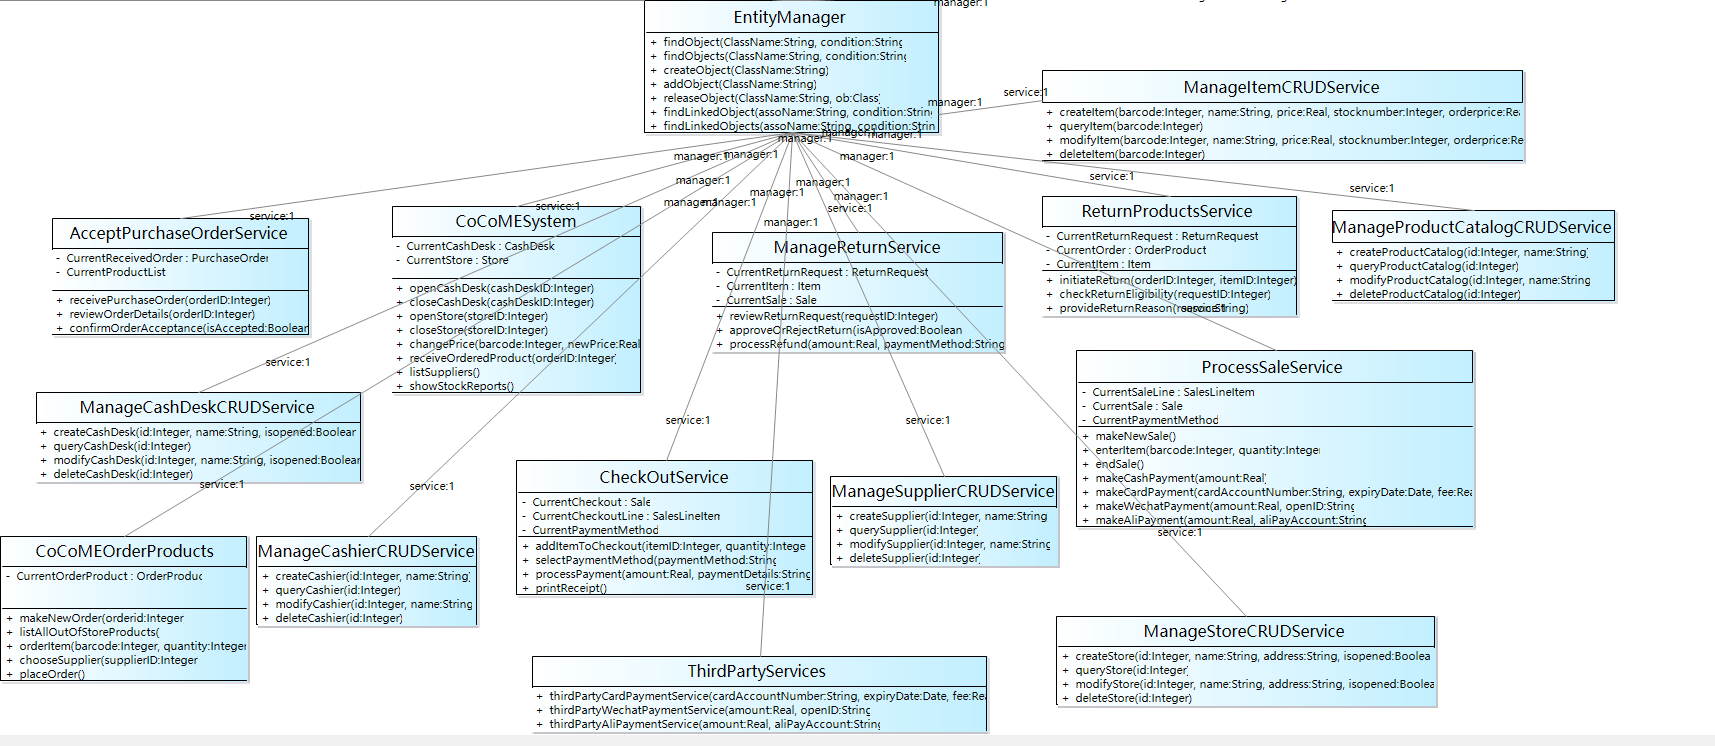 manager:1
EntityManager
+ findObject(ClassName:String, condition:String
+ findObjects(ClassName:String, condition:String
+ createObject(ClassName:String)
+ addObject(ClassName:String)
+ releaseObject(ClassName:String, ob:Class)
+ findLinkedObject(assoName:String, condition:String
+ findLinkedObjects(assoName:String, condition:Strin
manager:1
service:1
ManageItemCRUDService
+ createItem(barcode:Integer, name:String, price:Real, stocknumber:Integer, orderprice:Re
+ queryItem(barcode:Integer)
+ modifyItem(barcode:Integer, name:String, price:Real, stocknumber:Integer, orderprice:Re
+ deleteItem(barcode:Integer)
manager:1
manager:1
manager:1
manager:1
manager:1
manager:1
manager:1
manager:1
manager:1
manager:1
manager:1
manager:1
manager:1
manager:1
service:1
service:1
service:1
service:1
service:1
AcceptPurchaseOrderService
- CurrentReceivedOrder : PurchaseOrder
- CurrentProductList
+ receivePurchaseOrder(orderID:Integer)
+ reviewOrderDetails(orderID:Integer)
+ confirmOrderAcceptance(isAccepted:Boolean
CoCoMESystem
- CurrentCashDesk : CashDesk
- CurrentStore : Store
+ openCashDesk(cashDeskID:Integer)
+ closeCashDesk(cashDeskID:Integer)
+ openStore(storeID:Integer)
+ closeStore(storeID:Integer)
+ changePrice(barcode:Integer, newPrice:Real
+ receiveOrderedProduct(orderID:Integer)
+ listSuppliers()
+ showStockReports()
ManageReturnService
- CurrentReturnRequest : ReturnRequest
- CurrentItem : Item
- CurrentSale : Sale
+ reviewReturnRequest(requestID:Integer)
+ approveOrRejectReturn(isApproved:Boolean
+ processRefund(amount:Real, paymentMethod:String
ReturnProductsService
- CurrentReturnRequest : ReturnRequest
- CurrentOrder : OrderProduct
- CurrentItem : Item
+ initiateReturn(orderID:Integer, itemID:Integer)
+ checkReturnEligibility(requestID:Integer)
+ provideReturnReason(reason:String)
service:1
ManageProductCatalogCRUDService
+ createProductCatalog(id:Integer, name:String)
+ queryProductCatalog(id:Integer)
+ modifyProductCatalog(id:Integer, name:String
+ deleteProductCatalog(id:Integer)
service:1
ManageCashDeskCRUDService
+ createCashDesk(id:Integer, name:String, isopened:Boolean
+ queryCashDesk(id:Integer)
+ modifyCashDesk(id:Integer, name:String, isopened:Boolean
+ deleteCashDesk(id:Integer)
service:1
service:1
service:1
service:1
ProcessSaleService
- CurrentSaleLine : SalesLineItem
- CurrentSale : Sale
- CurrentPaymentMethod
+ makeNewSale()
+ enterItem(barcode:Integer, quantity:Intege
+ endSale()
+ makeCashPayment(amount:Real)
+ makeCardPayment(cardAccountNumber:String, expiryDate:Date, fee:Rea
+ makeWechatPayment(amount:Real, openID:String
+ makeAliPayment(amount:Real, aliPayAccount:String
service:1
CoCoMEOrderProducts
- CurrentOrderProduct : OrderProduc
+ makeNewOrder(orderid:Integer
+ listAllOutOfStoreProducts(
+ orderItem(barcode:Integer, quantity:Integer
+ chooseSupplier(supplierID:Integer
+ placeOrder()
ManageCashierCRUDService
+ createCashier(id:Integer, name:String)
+ queryCashier(id:Integer)
+ modifyCashier(id:Integer, name:String
+ deleteCashier(id:Integer)
CheckOutService
- CurrentCheckout : Sale
- CurrentCheckoutLine : SalesLineItem
- CurrentPaymentMethod
+ addItemToCheckout(itemID:Integer, quantity:Intege
+ selectPaymentMethod(paymentMethod:String
+ processPayment(amount:Real, paymentDetails:String
+ printReceipt()
service:1
ManageSupplierCRUDService
+ createSupplier(id:Integer, name:String
+ querySupplier(id:Integer)
+ modifySupplier(id:Integer, name:String
+ deleteSupplier(id:Integer)
ThirdPartyServices
+ thirdPartyCardPaymentService(cardAccountNumber:String, expiryDate:Date, fee:Rea
+ thirdPartyWechatPaymentService(amount:Real, openID:String
+ thirdPartyAliPaymentService(amount:Real, aliPayAccount:String
ManageStoreCRUDService
+ createStore(id:Integer, name:String, address:String, isopened:Boolea
+ queryStore(id:Integer)
+ modifyStore(id:Integer, name:String, address:String, isopened:Boolea
+ deleteStore(id:Integer)